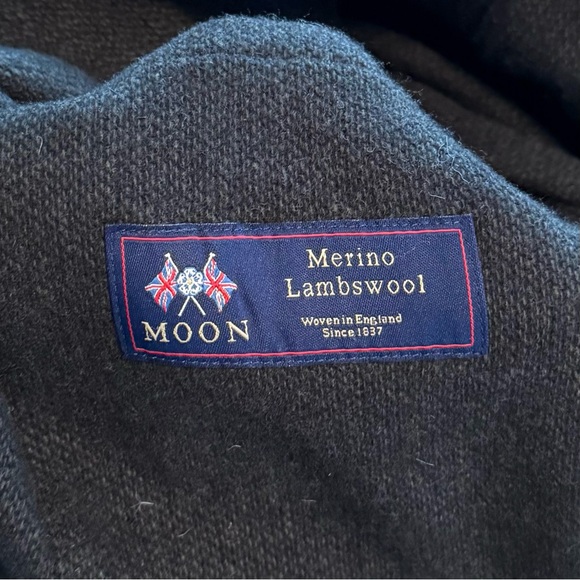 MOON
Merino
Lambswool
Woven in England
Since 1837